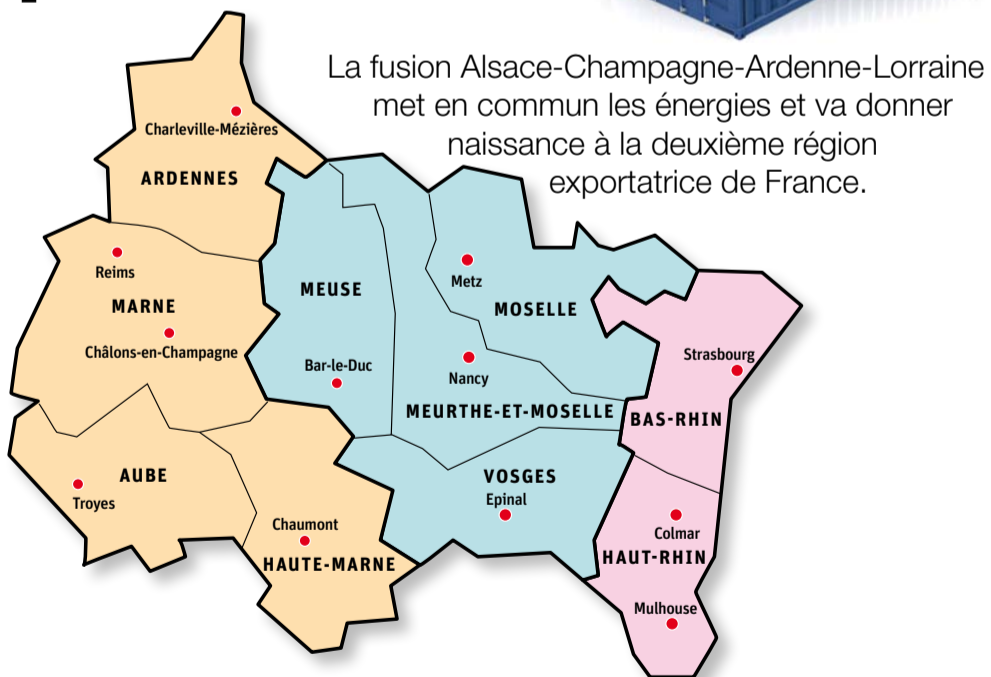 La fusion Alsace-Champagne-Ardenne-Lorraine
met en commun les énergies et va donner
naissance à la deuxième région
exportatrice de France.
Charleville-Mézières
ARDENNES
Reims
MARNE
Châlons-en-Champagne
MEUSE
Bar-le-Duc
Metz
MOSELLE
Nancy
MEURTHE-ET-MOSELLE
Strasbourg
BAS-RHIN
AUBE
Troyes
Chaumont
HAUTE-MARNE
VOSGES
Epinal
Colmar
HAUT-RHIN
Mulhouse